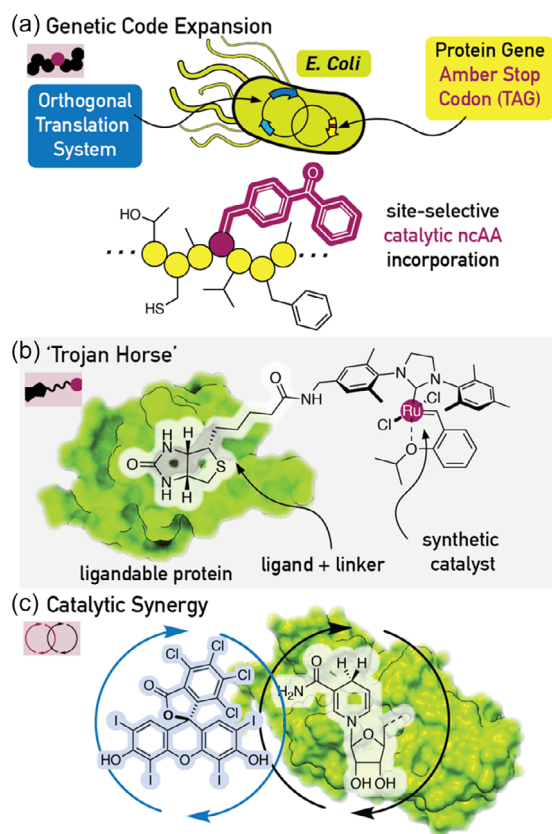 (a) Genetic Code Expansion
E. Coli
Orthogonal
Translation
System
Protein Gene
Amber Stop
Codon (TAG)
O
HO
HS
...
...
site-selective
catalytic ncAA
incorporation
(b) 'Trojan Horse'
O
NH
N
N
Cl
Ru
Cl
O
H
HN
O
HN
H
S
ligandable protein
ligand + linker
synthetic
catalyst
(c) Catalytic Synergy
Cl
Cl
Cl
Cl
O
O
I
I
HO
O
OH
I
I
O
H
H
H2N
N
O
OH
OH